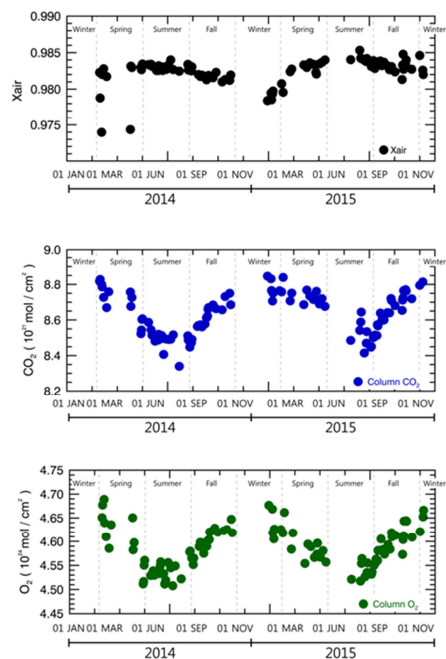 0.990
Winter Spring Summer Fall Winter Spring Summer Fall Winter
0.985
0.980
0.975
Xair
Xair
01 JAN 01 MAR 01 JUN 01 SEP 01 NOV 01 MAR 01 JUN 01 SEP 01 NOV
2014 2015
9.0
Winter Spring Summer Fall Winter Spring Summer Fall Winter
8.8
8.6
8.4
8.2
CO₂ ( 10²¹ mol / cm² )
Column CO₂
01 JAN 01 MAR 01 JUN 01 SEP 01 NOV 01 MAR 01 JUN 01 SEP 01 NOV
2014 2015
4.75
Winter Spring Summer Fall Winter Spring Summer Fall Winter
4.70
4.65
4.60
4.55
4.50
4.45
O₂ ( 10²⁴ mol / cm² )
Column O₂
01 JAN 01 MAR 01 JUN 01 SEP 01 NOV 01 MAR 01 JUN 01 SEP 01 NOV
2014 2015